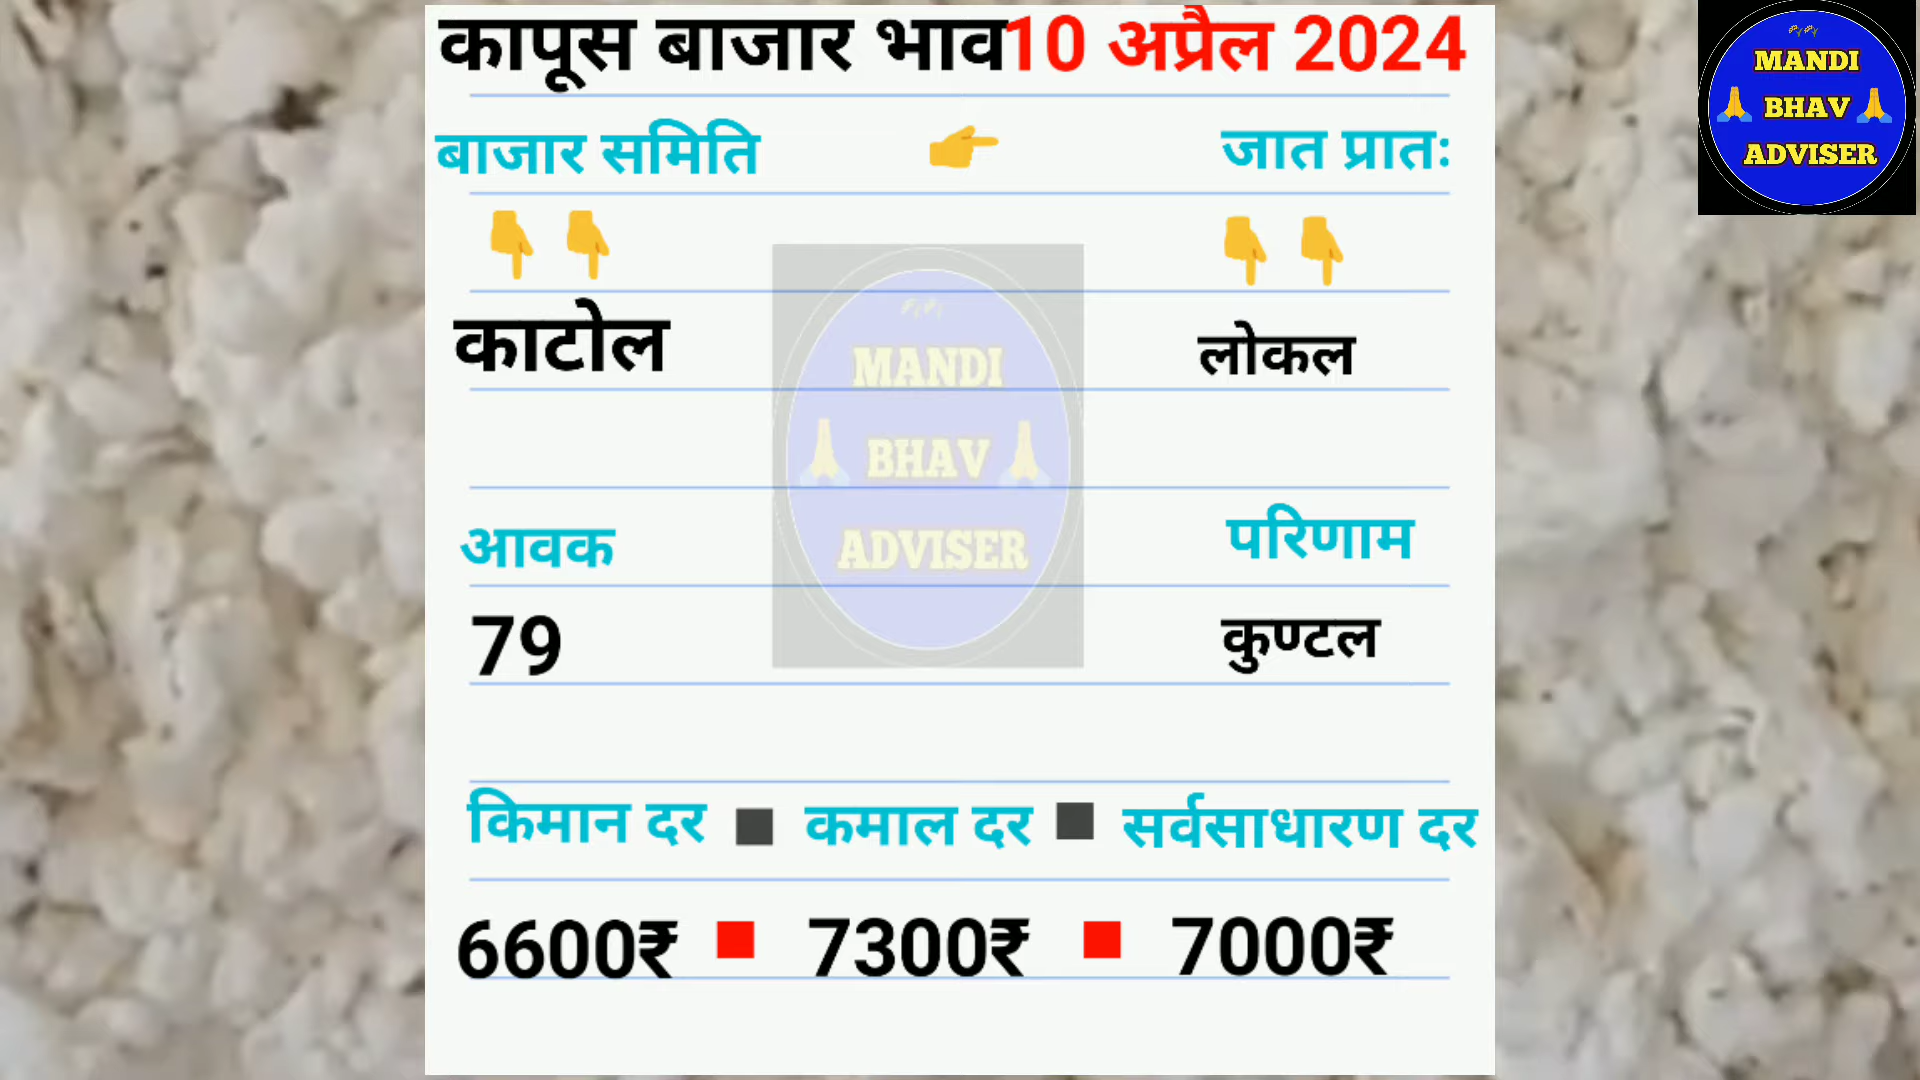 कापूस बाजार भाव10 अप्रैल 2024
MANDI
BHAV
ADVISER
बाजार समिति 👉 जात प्रातः
👇👇 👇👇
काटोल लोकल
MANDI
BHAV
ADVISER
आवक परिणाम
79 कुण्टल
किमान दर ◼ कमाल दर ◼ सर्वसाधारण दर
6600₹ 🟥 7300₹ 🟥 7000₹